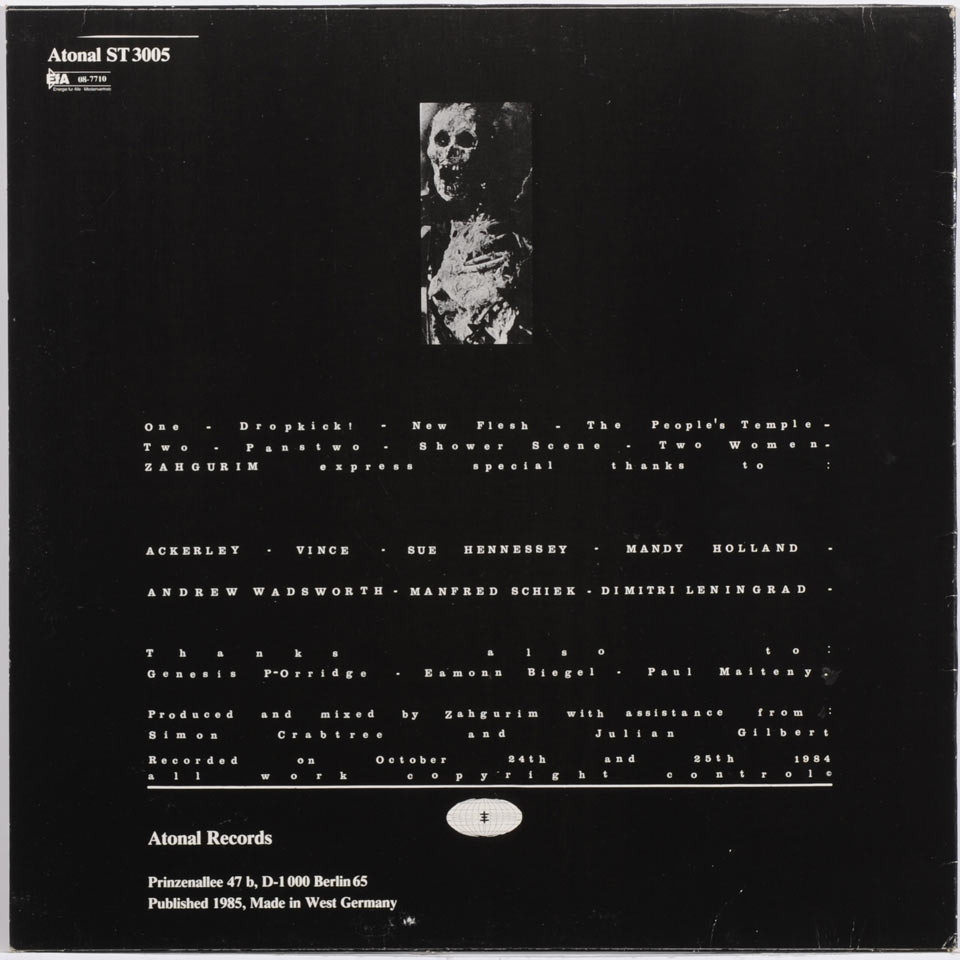 Atonal ST 3005
EfA 08-7710
Energie für Alle Medienvertrieb
One - Dropkick! - New Flesh - The People's Temple -
Two - Panstwo - Shower Scene - Two Women-
ZAHGURIM express special thanks to :
ACKERLEY - VINCE - SUE HENNESSEY - MANDY HOLLAND -
ANDREW WADSWORTH - MANFRED SCHIEK - DIMITRI LENINGRAD -
Thanks also to :
Genesis P-Orridge - Eamonn Biegel - Paul Maiteny.
Produced and mixed by Zahgurim with assistance from :
Simon Crabtree and Julian Gilbert
Recorded on October 24th and 25th 1984
all work copyright control©
Atonal Records
Prinzenallee 47 b, D-1000 Berlin 65
Published 1985, Made in West Germany